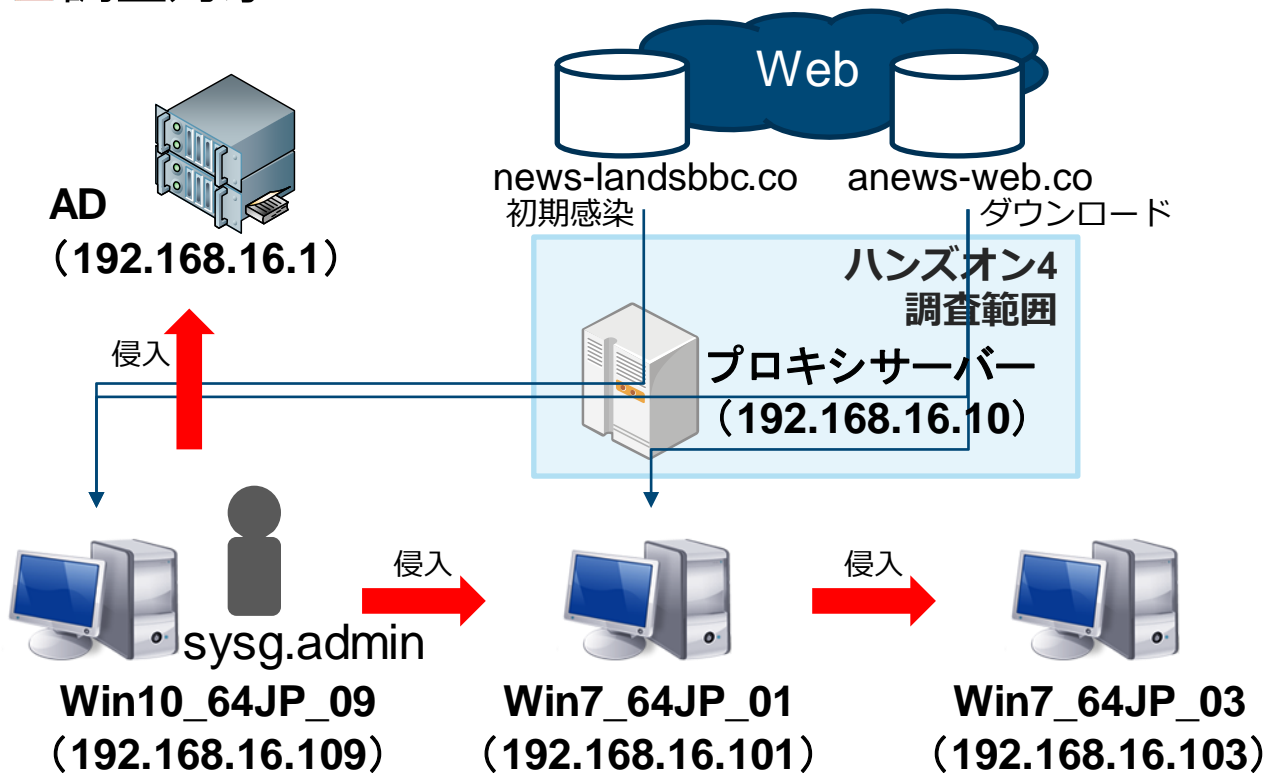 Web
news-landsbbc.co
anews-web.co
初期感染
ダウンロード
AD
（192.168.16.1）
ハンズオン4
調査範囲
プロキシサーバー
（192.168.16.10）
侵入
侵入
侵入
sysg.admin
Win10_64JP_09
（192.168.16.109）
Win7_64JP_01
（192.168.16.101）
Win7_64JP_03
（192.168.16.103）